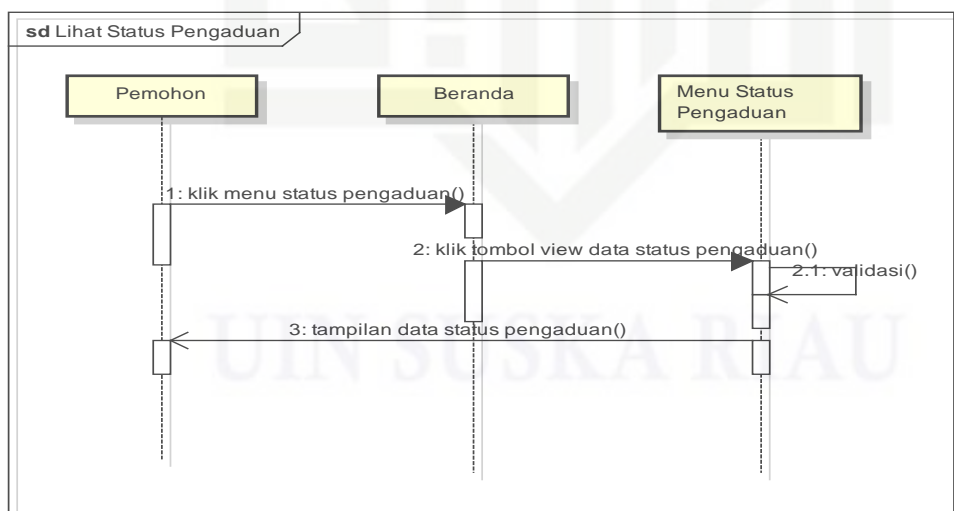 sd Lihat Status Pengaduan
Pemohon
Beranda
Menu Status
Pengaduan
1: klik menu status pengaduan()
2: klik tombol view data status pengaduan()
2.1: validasi()
3: tampilan data status pengaduan()
UIN SUSKA RIAU